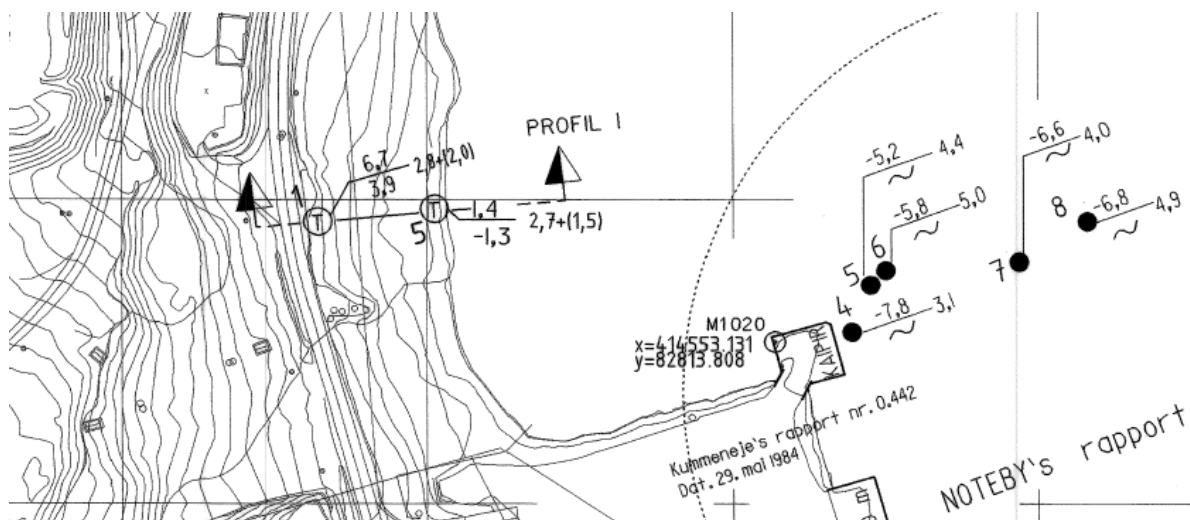 PROFIL 1
6,7
2,8+(2,0)
3,9
1
T
T
5
-1,4
-1,3
2,7+(1,5)
-5,2
4,4
-5,8
5,0
-6,6
4,0
8
-6,8
4,9
6
5
7
4
-7,8
3,1
M1020
x=414553.131
y=82813.808
KAIPIR
Kummeneje's rapport nr. 0.442
Dat. 29. mai 1984
NOTEBY's rapport